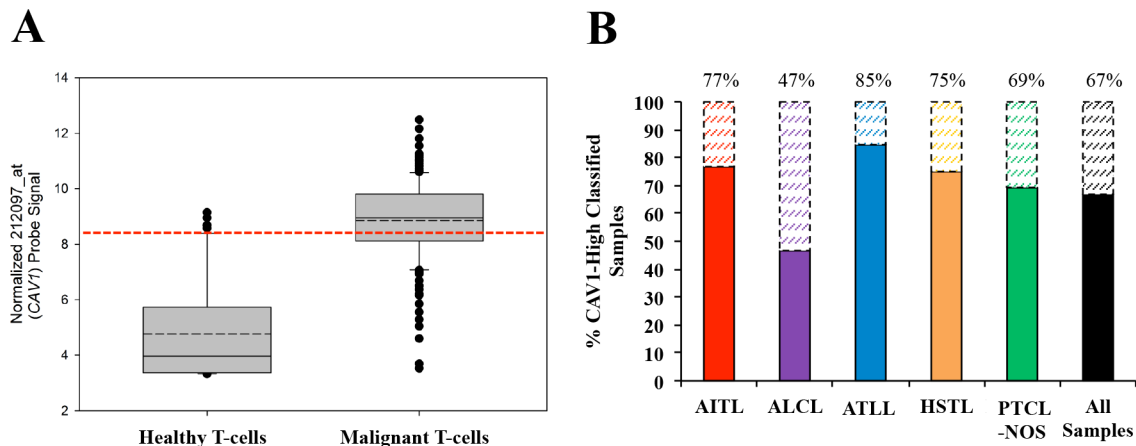 A
B
Normalized 212097_at
(CAV1) Probe Signal
14
12
10
8
6
4
2
Healthy T-cells
Malignant T-cells
% CAV1-High Classified
Samples
77%
47%
85%
75%
69%
67%
100
90
80
70
60
50
40
30
20
10
0
AITL
ALCL
ATLL
HSTL
PTCL
-NOS
All
Samples